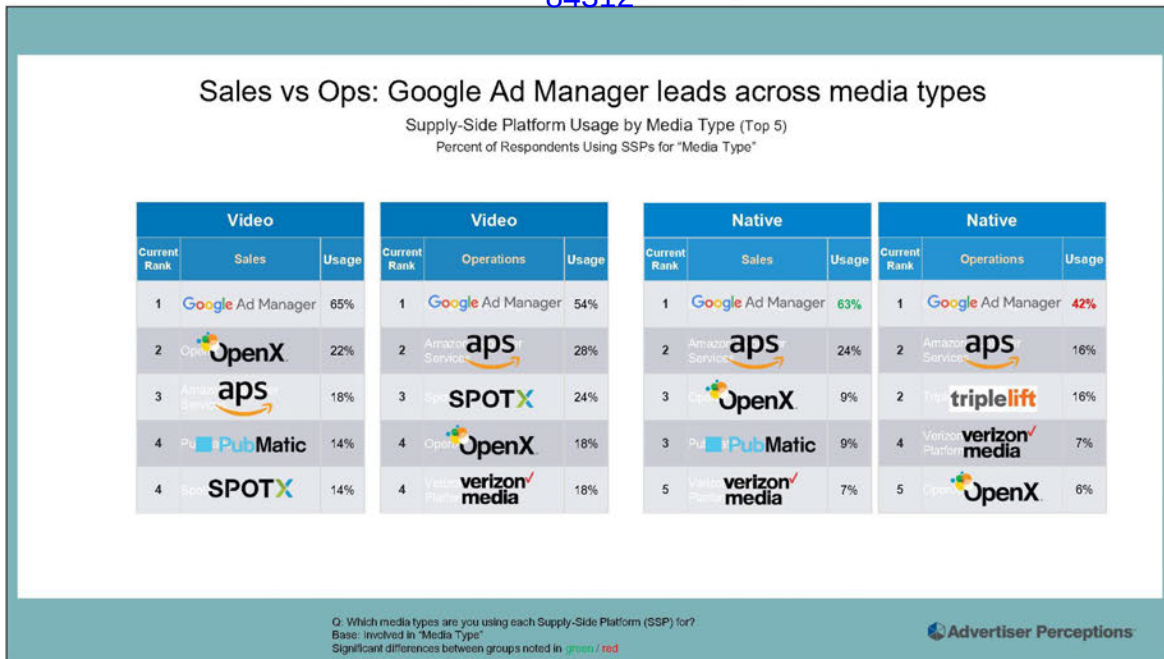 84512
Sales vs Ops: Google Ad Manager leads across media types
Supply-Side Platform Usage by Media Type (Top 5)
Percent of Respondents Using SSPs for "Media Type"
Video
Current Rank Sales Usage
1 Google Ad Manager 65%
2 OpenX 22%
3 aps 18%
4 PubMatic 14%
4 SPOTX 14%
Video
Current Rank Operations Usage
1 Google Ad Manager 54%
2 aps 28%
3 SPOTX 24%
4 OpenX 18%
4 verizon media 18%
Native
Current Rank Sales Usage
1 Google Ad Manager 63%
2 aps 24%
3 OpenX 9%
3 PubMatic 9%
5 verizon media 7%
Native
Current Rank Operations Usage
1 Google Ad Manager 42%
2 aps 16%
2 triplelift 16%
4 verizon media 7%
5 OpenX 6%
Q: Which media types are you using each Supply-Side Platform (SSP) for?
Base: Involved in "Media Type"
Significant differences between groups noted in green / red
Advertiser Perceptions